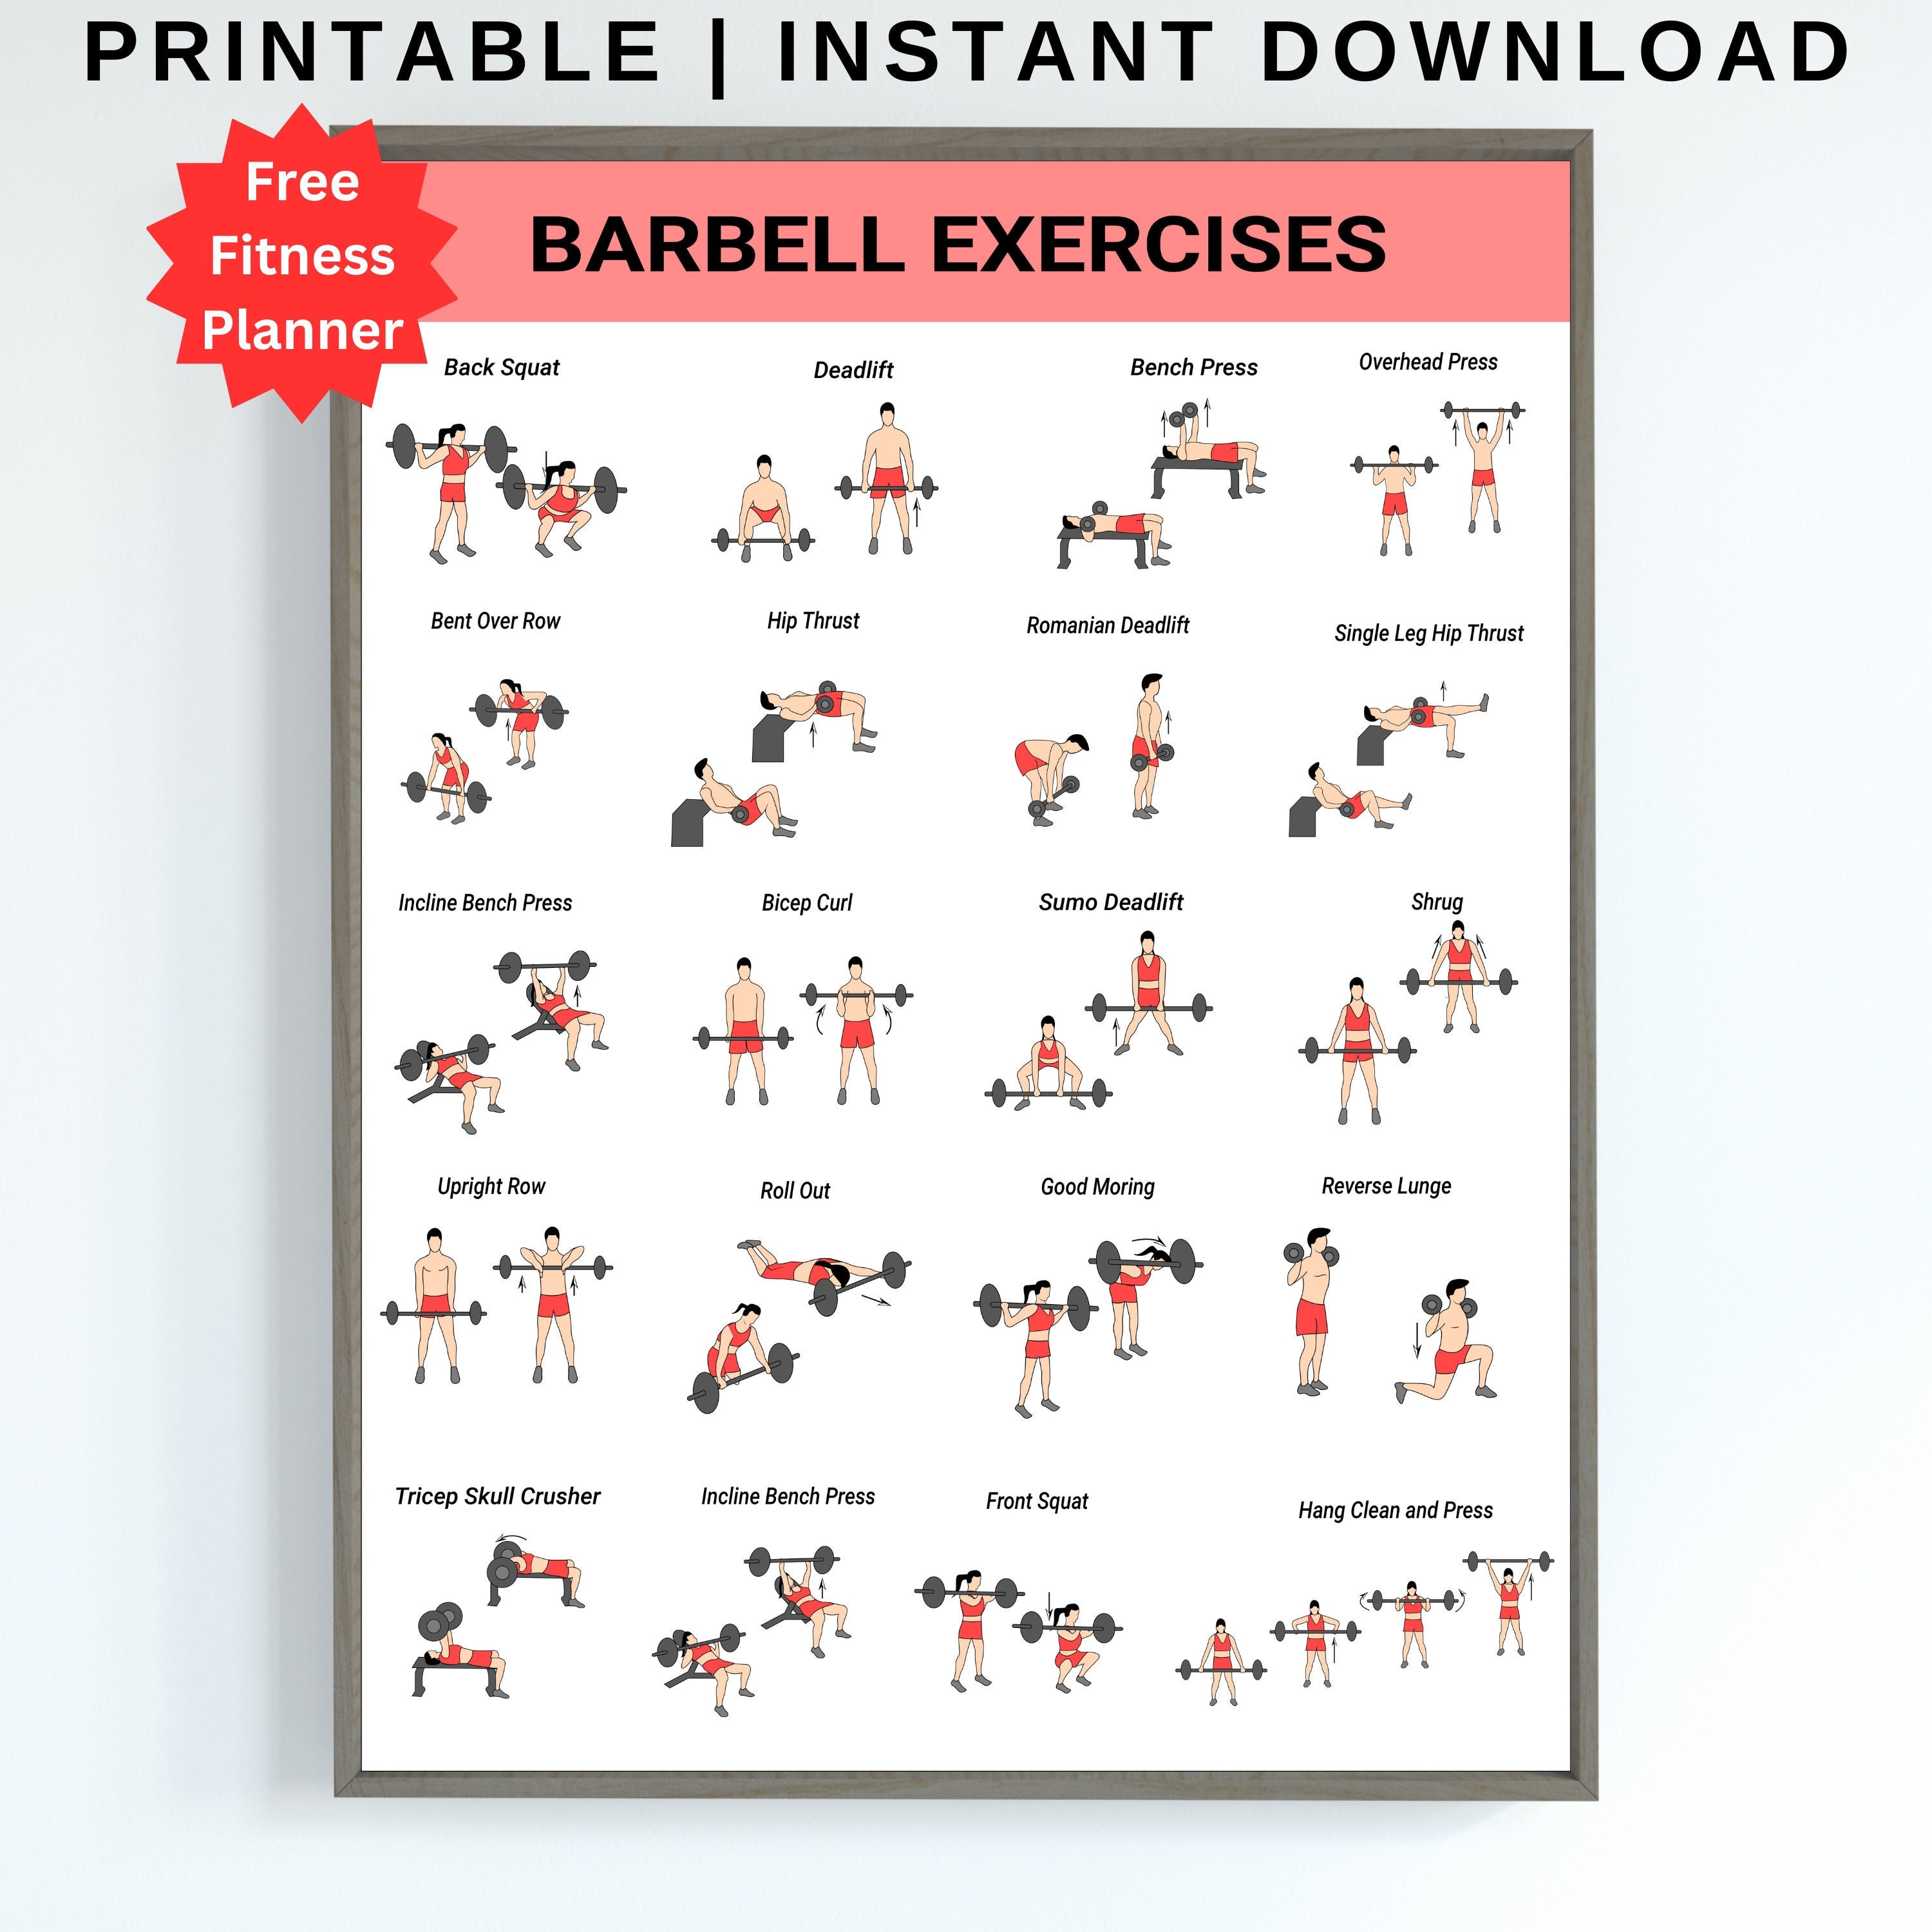 PRINTABLE | INSTANT DOWNLOAD
Free
Fitness
Planner
BARBELL EXERCISES
Back Squat
Deadlift
Bench Press
Overhead Press
Bent Over Row
Hip Thrust
Romanian Deadlift
Single Leg Hip Thrust
Incline Bench Press
Bicep Curl
Sumo Deadlift
Shrug
Upright Row
Roll Out
Good Moring
Reverse Lunge
Tricep Skull Crusher
Incline Bench Press
Front Squat
Hang Clean and Press